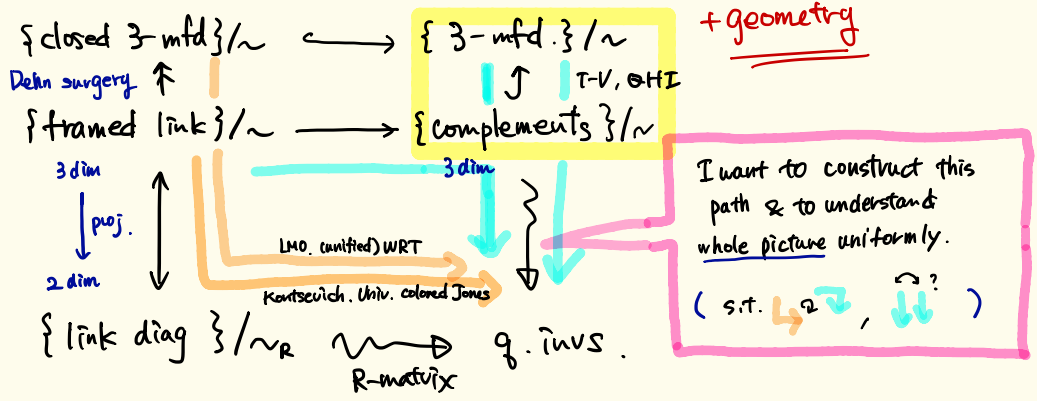 +geometry
{closed 3-mfd}/∼ ⟷ { 3-mfd.}/∼
Dehn surgery
T-V, QHI
{framed link}/∼ ⟶ {complements}/∼
3 dim
3 dim
proj.
2 dim
LMO. (unified) WRT
Kontsevich. Univ. colored Jones
{ link diag }/∼R
R-matrix
q. invs.
I want to construct this
path & to understand
whole picture uniformly.
( s.t. & , ? )